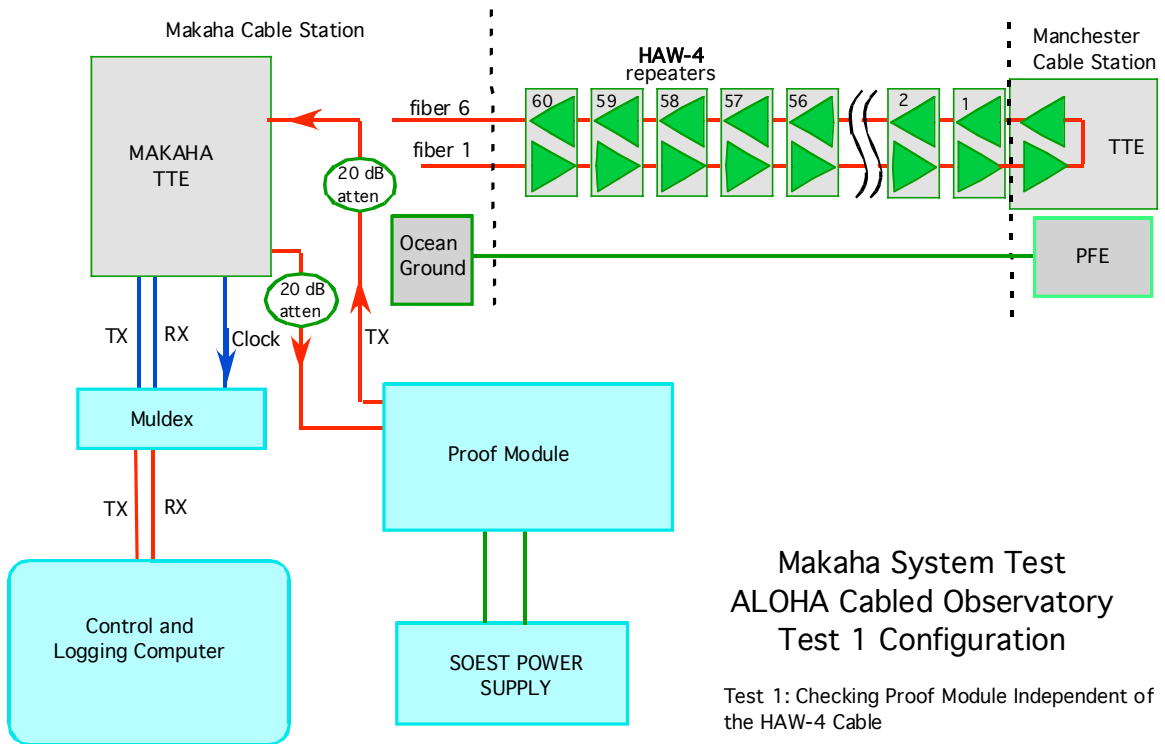 Makaha Cable Station
HAW-4
repeaters
Manchester
Cable Station
MAKAHA
TTE
fiber 6
fiber 1
60
59
58
57
56
2
1
TTE
20 dB
atten
Ocean
Ground
PFE
20 dB
atten
TX
RX
Clock
TX
Muldex
Proof Module
TX
RX
Control and
Logging Computer
SOEST POWER
SUPPLY
Makaha System Test
ALOHA Cabled Observatory
Test 1 Configuration
Test 1: Checking Proof Module Independent of
the HAW-4 Cable